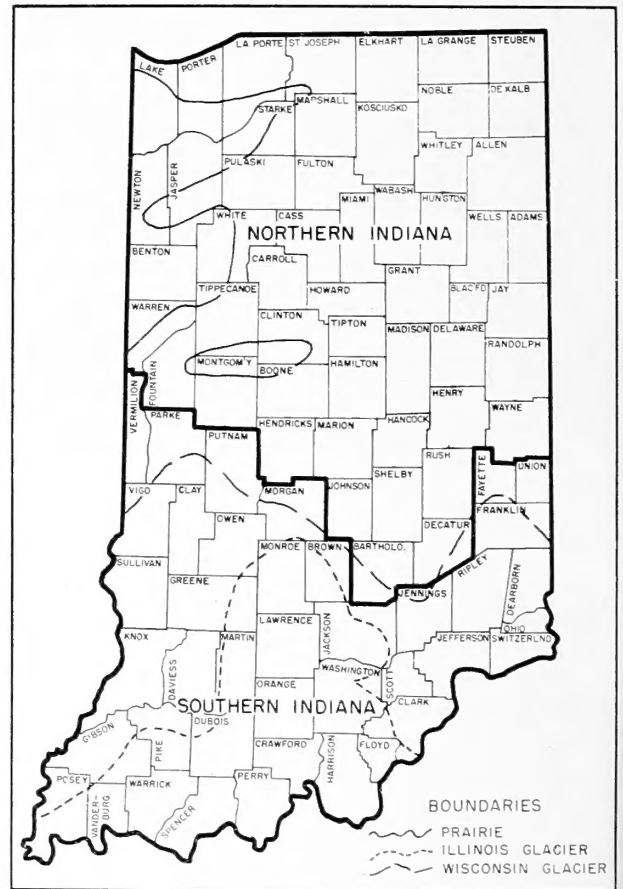 LA PORTE ST JOSEPH ELKHART LA GRANGE STEUBEN
LAKE PORTER
NOBLE DE KALB
STARKE MARSHALL KOSCIUSKO
WHITLEY ALLEN
PULASKI FULTON
NEWTON JASPER
MIAMI WABASH HUNGTON
WHITE CASS WELLS ADAMS
NORTHERN INDIANA
BENTON CARROLL
GRANT
TIPPECANOE HOWARD BLAC'FD JAY
WARREN
CLINTON TIPTON
MADISON DELAWARE
RANDOLPH
MONTGOM'Y BOONE HAMILTON
FOUNTAIN
VERMILION
HENRY
PARKE HENDRICKS MARION HANCOCK WAYNE
PUTNAM
RUSH
FAYETTE UNION
SHELBY
VIGO CLAY MORGAN JOHNSON
FRANKLIN
OWEN DECATUR
MONROE BROWN BARTHOLO.
SULLIVAN RIPLEY
GREENE JENNINGS DEARBORN
LAWRENCE JACKSON
OHIO
KNOX MARTIN JEFFERSON SWITZERLND
DAVIESS WASHINGTON SCOTT
ORANGE
CLARK
SOUTHERN INDIANA
DUBOIS
GIBSON PIKE CRAWFORD HARRISON FLOYD
POSEY WARRICK PERRY
VANDER-
BURG
SPENCER
BOUNDARIES
PRAIRIE
ILLINOIS GLACIER
WISCONSIN GLACIER